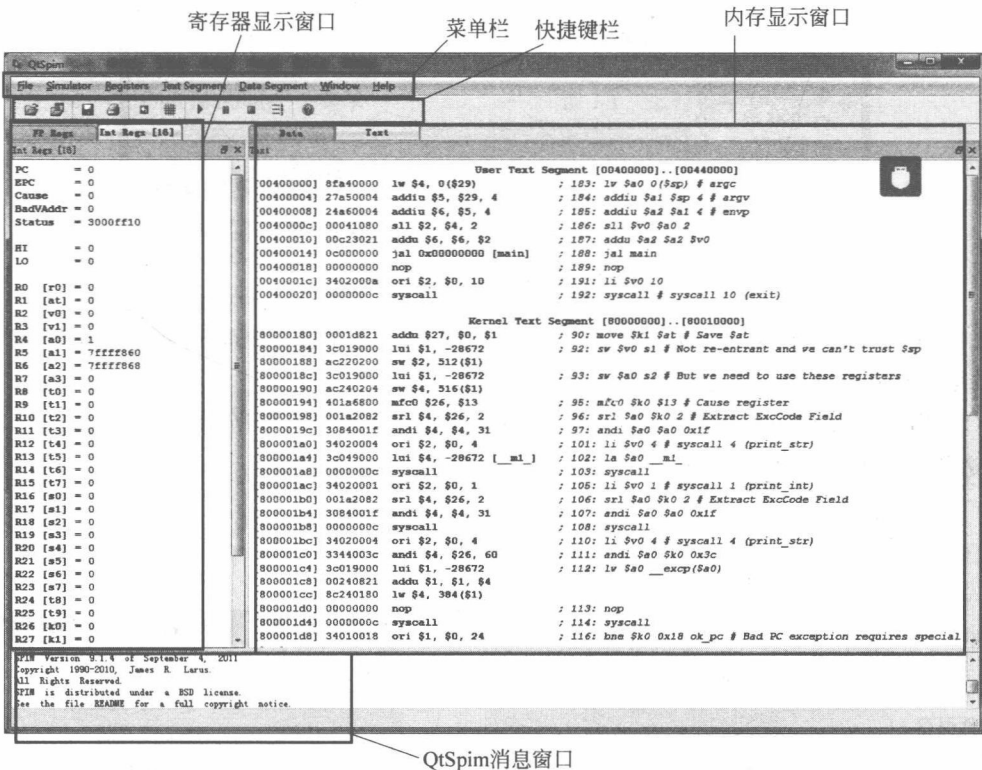 寄存器显示窗口
菜单栏
快捷键栏
内存显示窗口
QtSpim
File Simulator Registers Text Segment Data Segment Window Help
FP Regs
Int Regs [16]
Data
Text
Int Regs [16]
Text
PC = 0
EPC = 0
Cause = 0
BadVAddr = 0
Status = 3000ff10
HI = 0
LO = 0
R0 [r0] = 0
R1 [at] = 0
R2 [v0] = 0
R3 [v1] = 0
R4 [a0] = 1
R5 [a1] = 7ffff860
R6 [a2] = 7ffff868
R7 [a3] = 0
R8 [t0] = 0
R9 [t1] = 0
R10 [t2] = 0
R11 [t3] = 0
R12 [t4] = 0
R13 [t5] = 0
R14 [t6] = 0
R15 [t7] = 0
R16 [s0] = 0
R17 [s1] = 0
R18 [s2] = 0
R19 [s3] = 0
R20 [s4] = 0
R21 [s5] = 0
R22 [s6] = 0
R23 [s7] = 0
R24 [t8] = 0
R25 [t9] = 0
R26 [k0] = 0
R27 [k1] = 0
User Text Segment [00400000]..[00440000]
[00400000] 8fa40000 lw $4, 0($29) ; 183: lw $a0 0($sp) # argc
[00400004] 27a50004 addiu $5, $29, 4 ; 184: addiu $a1 $sp 4 # argv
[00400008] 24a60004 addiu $6, $5, 4 ; 185: addiu $a2 $a1 4 # envp
[0040000c] 00041080 sll $2, $4, 2 ; 186: sll $v0 $a0 2
[00400010] 00c23021 addu $6, $6, $2 ; 187: addu $a2 $a2 $v0
[00400014] 0c000000 jal 0x00000000 [main] ; 188: jal main
[00400018] 00000000 nop ; 189: nop
[0040001c] 3402000a ori $2, $0, 10 ; 191: li $v0 10
[00400020] 0000000c syscall ; 192: syscall # syscall 10 (exit)
Kernel Text Segment [80000000]..[80010000]
[80000180] 0001d821 addu $27, $0, $1 ; 90: move $k1 $at # Save $at
[80000184] 3c019000 lui $1, -28672 ; 92: sw $v0 s1 # Not re-entrant and we can't trust $sp
[80000188] ac220200 sw $2, 512($1)
[8000018c] 3c019000 lui $1, -28672 ; 93: sw $a0 s2 # But we need to use these registers
[80000190] ac240204 sw $4, 516($1)
[80000194] 401a6800 mfc0 $26, $13 ; 95: mfc0 $k0 $13 # Cause register
[80000198] 001a2082 srl $4, $26, 2 ; 96: srl $a0 $k0 2 # Extract ExcCode Field
[8000019c] 3084001f andi $4, $4, 31 ; 97: andi $a0 $a0 0x1f
[800001a0] 34020004 ori $2, $0, 4 ; 101: li $v0 4 # syscall 4 (print_str)
[800001a4] 3c049000 lui $4, -28672 [__m1_] ; 102: la $a0 __m1_
[800001a8] 0000000c syscall ; 103: syscall
[800001ac] 34020001 ori $2, $0, 1 ; 105: li $v0 1 # syscall 1 (print_int)
[800001b0] 001a2082 srl $4, $26, 2 ; 106: srl $a0 $k0 2 # Extract ExcCode Field
[800001b4] 3084001f andi $4, $4, 31 ; 107: andi $a0 $a0 0x1f
[800001b8] 0000000c syscall ; 108: syscall
[800001bc] 34020004 ori $2, $0, 4 ; 110: li $v0 4 # syscall 4 (print_str)
[800001c0] 3344003c andi $4, $26, 60 ; 111: andi $a0 $k0 0x3c
[800001c4] 3c019000 lui $1, -28672 ; 112: lw $a0 __excp($a0)
[800001c8] 00240821 addu $1, $1, $4
[800001cc] 8c240180 lw $4, 384($1)
[800001d0] 00000000 nop ; 113: nop
[800001d4] 0000000c syscall ; 114: syscall
[800001d8] 34010018 ori $1, $0, 24 ; 116: bne $k0 0x18 ok_pc # Bad PC exception requires special
SPIM Version 9.1.4 of September 4, 2011
Copyright 1990-2010, James R. Larus.
All Rights Reserved.
SPIM is distributed under a BSD license.
See the file README for a full copyright notice.
QtSpim消息窗口